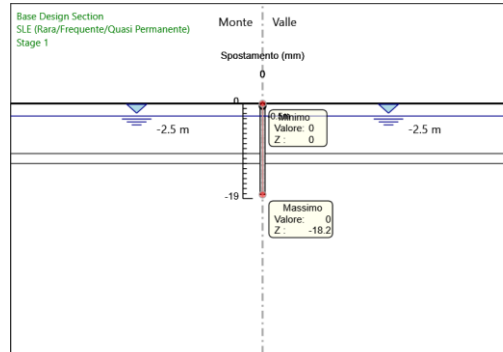 Base Design Section
SLE (Rara/Frequente/Quasi Permanente)
Stage 1
Monte Valle
Spostamento (mm)
0
0
Minimo
Valore: 0
Z : 0
-2.5 m
-2.5 m
-19
Massimo
Valore: 0
Z : -18.2